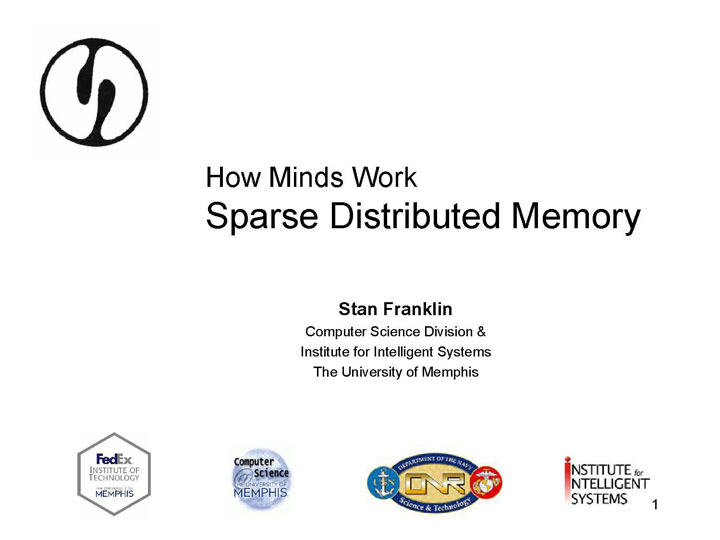 How Minds Work
Sparse Distributed Memory
Stan Franklin
Computer Science Division &
Institute for Intelligent Systems
The University of Memphis
FedEx
INSTITUTE OF
TECHNOLOGY
MEMPHIS
Computer
Science
@ UNIVERSITY OF
MEMPHIS
DEPARTMENT OF THE NAVY
ONR
Science & Technology
INSTITUTE for
INTELLIGENT
SYSTEMS
1